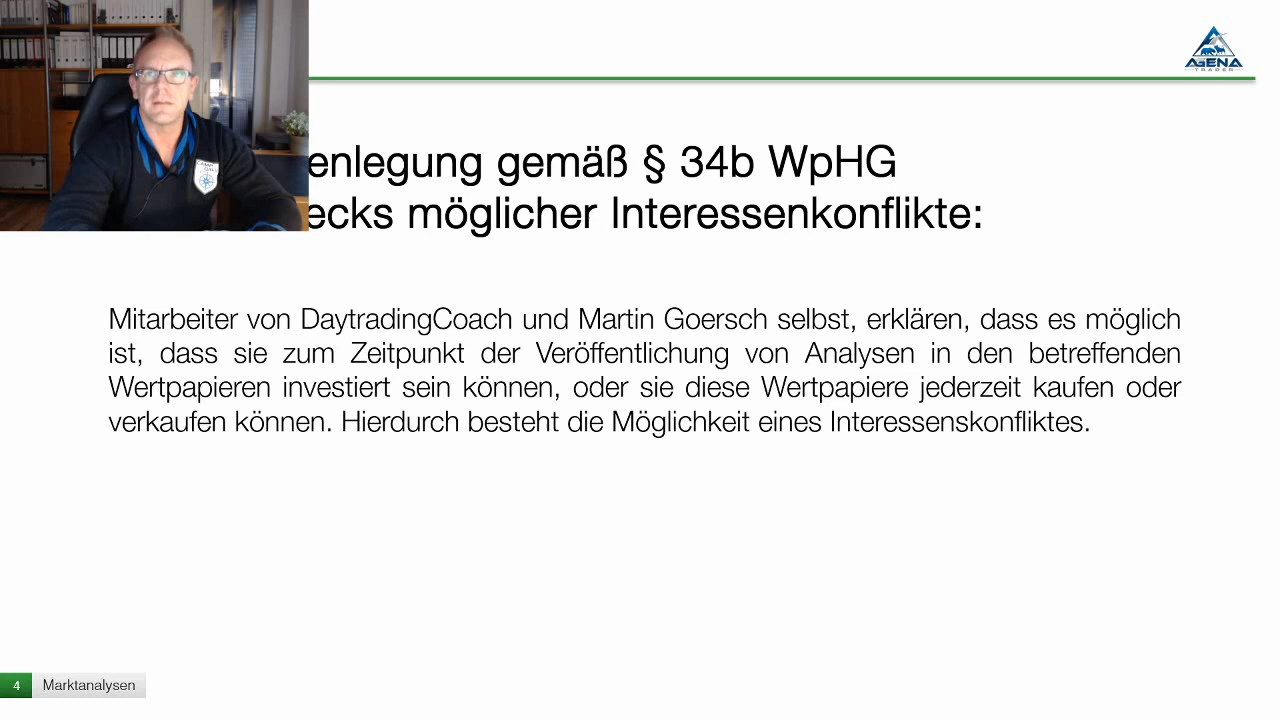 AGENA
TRADER
enlegung gemäß § 34b WpHG
ecks möglicher Interessenkonflikte:
Mitarbeiter von DaytradingCoach und Martin Goersch selbst, erklären, dass es möglich
ist, dass sie zum Zeitpunkt der Veröffentlichung von Analysen in den betreffenden
Wertpapieren investiert sein können, oder sie diese Wertpapiere jederzeit kaufen oder
verkaufen können. Hierdurch besteht die Möglichkeit eines Interessenskonfliktes.
4 Marktanalysen